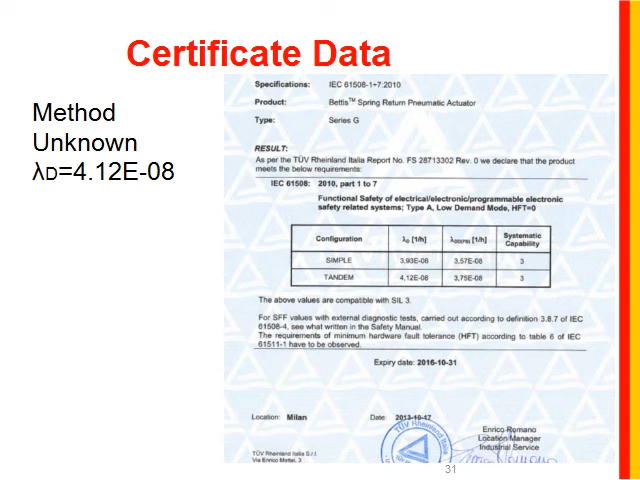 Certificate Data
Method
Unknown
λD=4.12E-08
Specifications: IEC 61508-1÷7:2010
Product: Bettis™ Spring Return Pneumatic Actuator
Type: Series G
RESULT:
As per the TÜV Rheinland Italia Report No. FS 28713302 Rev. 0 we declare that the product
meets the below requirements:
IEC 61508: 2010, part 1 to 7
Functional Safety of electrical/electronic/programmable electronic
safety related systems; Type A, Low Demand Mode, HFT=0
Configuration λD [1/h] [1/h] Systematic Capability
SIMPLE 3,93E-08 3,57E-08 3
TANDEM 4,12E-08 3,75E-08 3
The above values are compatible with SIL 3.
For SFF values with external diagnostic tests, carried out according to definition 3.8.7 of IEC
61508-4, see what written in the Safety Manual.
The requirements of minimum hardware fault tolerance (HFT) according to table 6 of IEC
61511-1 have to be observed.
Expiry date: 2016-10-31
Location: Milan Date: 2013-10-17
Enrico Romano
Location Manager
Industrial Service
TÜV Rheinland Italia S.r.l.
Via Enrico Mattei, 3
TÜV Rheinland
31